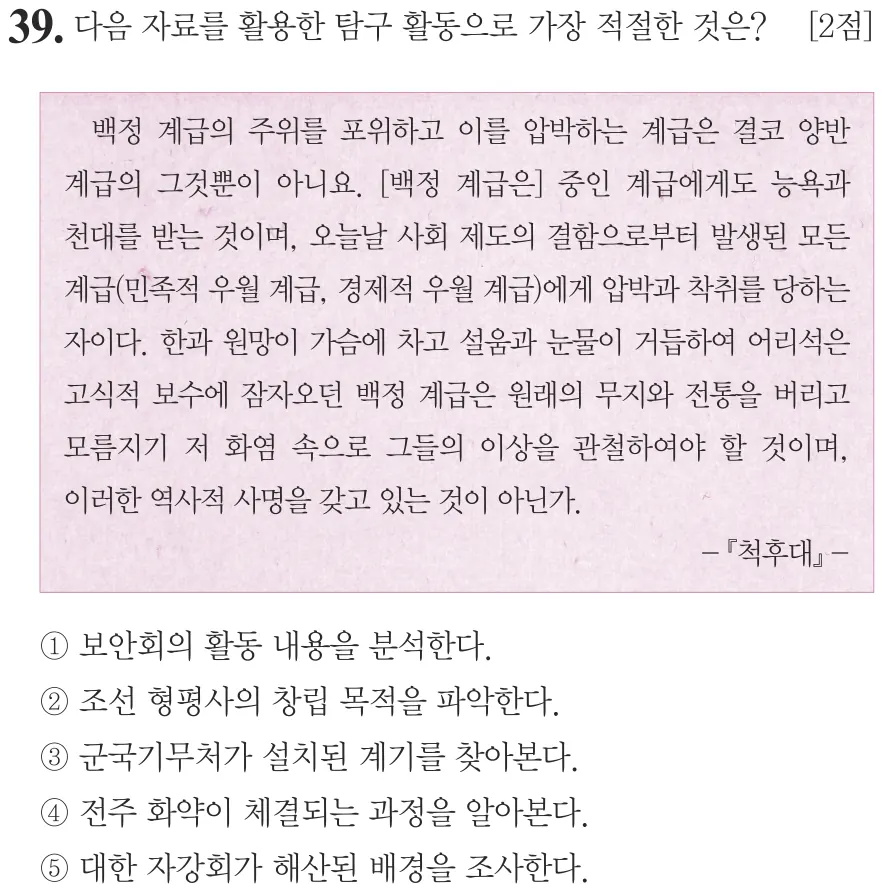 39. 다음 자료를 활용한 탐구 활동으로 가장 적절한 것은? [2점]
백정 계급의 주위를 포위하고 이를 압박하는 계급은 결코 양반
계급의 그것뿐이 아니요. [백정 계급은] 중인 계급에게도 능욕과
천대를 받는 것이며, 오늘날 사회 제도의 결함으로부터 발생된 모든
계급(민족적 우월 계급, 경제적 우월 계급)에게 압박과 착취를 당하는
자이다. 한과 원망이 가슴에 차고 설움과 눈물이 거듭하여 어리석은
고식적 보수에 잠자오던 백정 계급은 원래의 무지와 전통을 버리고
모름지기 저 화염 속으로 그들의 이상을 관철하여야 할 것이며,
이러한 역사적 사명을 갖고 있는 것이 아닌가.
-『척후대』-
① 보안회의 활동 내용을 분석한다.
② 조선 형평사의 창립 목적을 파악한다.
③ 군국기무처가 설치된 계기를 찾아본다.
④ 전주 화약이 체결되는 과정을 알아본다.
⑤ 대한 자강회가 해산된 배경을 조사한다.